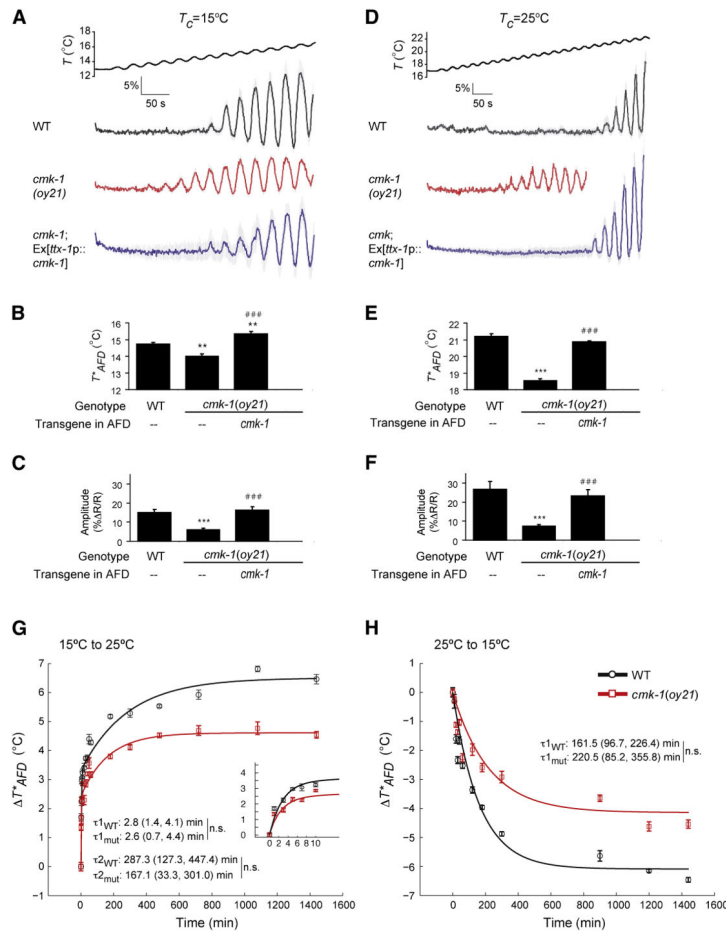 A
T_C=15ºC
T (°C)
18
16
14
12
5%
50 s
WT
cmk-1
(oy21)
cmk-1;
Ex[ttx-1p::
cmk-1]
D
T_C=25ºC
T (°C)
22
20
18
16
5%
50 s
WT
cmk-1
(oy21)
cmk;
Ex[ttx-1p::
cmk-1]
B
T*AFD (°C)
16
15
14
13
12
**
###
**
Genotype WT cmk-1(oy21)
Transgene in AFD -- -- cmk-1
E
T*AFD (°C)
22
21
20
19
18
***
###
Genotype WT cmk-1(oy21)
Transgene in AFD -- -- cmk-1
C
Amplitude
(%ΔR/R)
30
20
10
0
***
###
Genotype WT cmk-1(oy21)
Transgene in AFD -- -- cmk-1
F
Amplitude
(%ΔR/R)
30
20
10
0
***
###
Genotype WT cmk-1(oy21)
Transgene in AFD -- -- cmk-1
G
15ºC to 25ºC
ΔT*AFD (°C)
7
6
5
4
3
2
1
0
−1
4
3
2
1
0
0 2 4 6 8 10
τ1WT: 2.8 (1.4, 4.1) min
τ1mut: 2.6 (0.7, 4.4) min
n.s.
τ2WT: 287.3 (127.3, 447.4) min
τ2mut: 167.1 (33.3, 301.0) min
n.s.
0 200 400 600 800 1000 1200 1400 1600
Time (min)
H
25ºC to 15ºC
ΔT*AFD (°C)
1
0
−1
−2
−3
−4
−5
−6
−7
WT
cmk-1(oy21)
τ1WT: 161.5 (96.7, 226.4) min
τ1mut: 220.5 (85.2, 355.8) min
n.s.
0 200 400 600 800 1000 1200 1400 1600
Time (min)